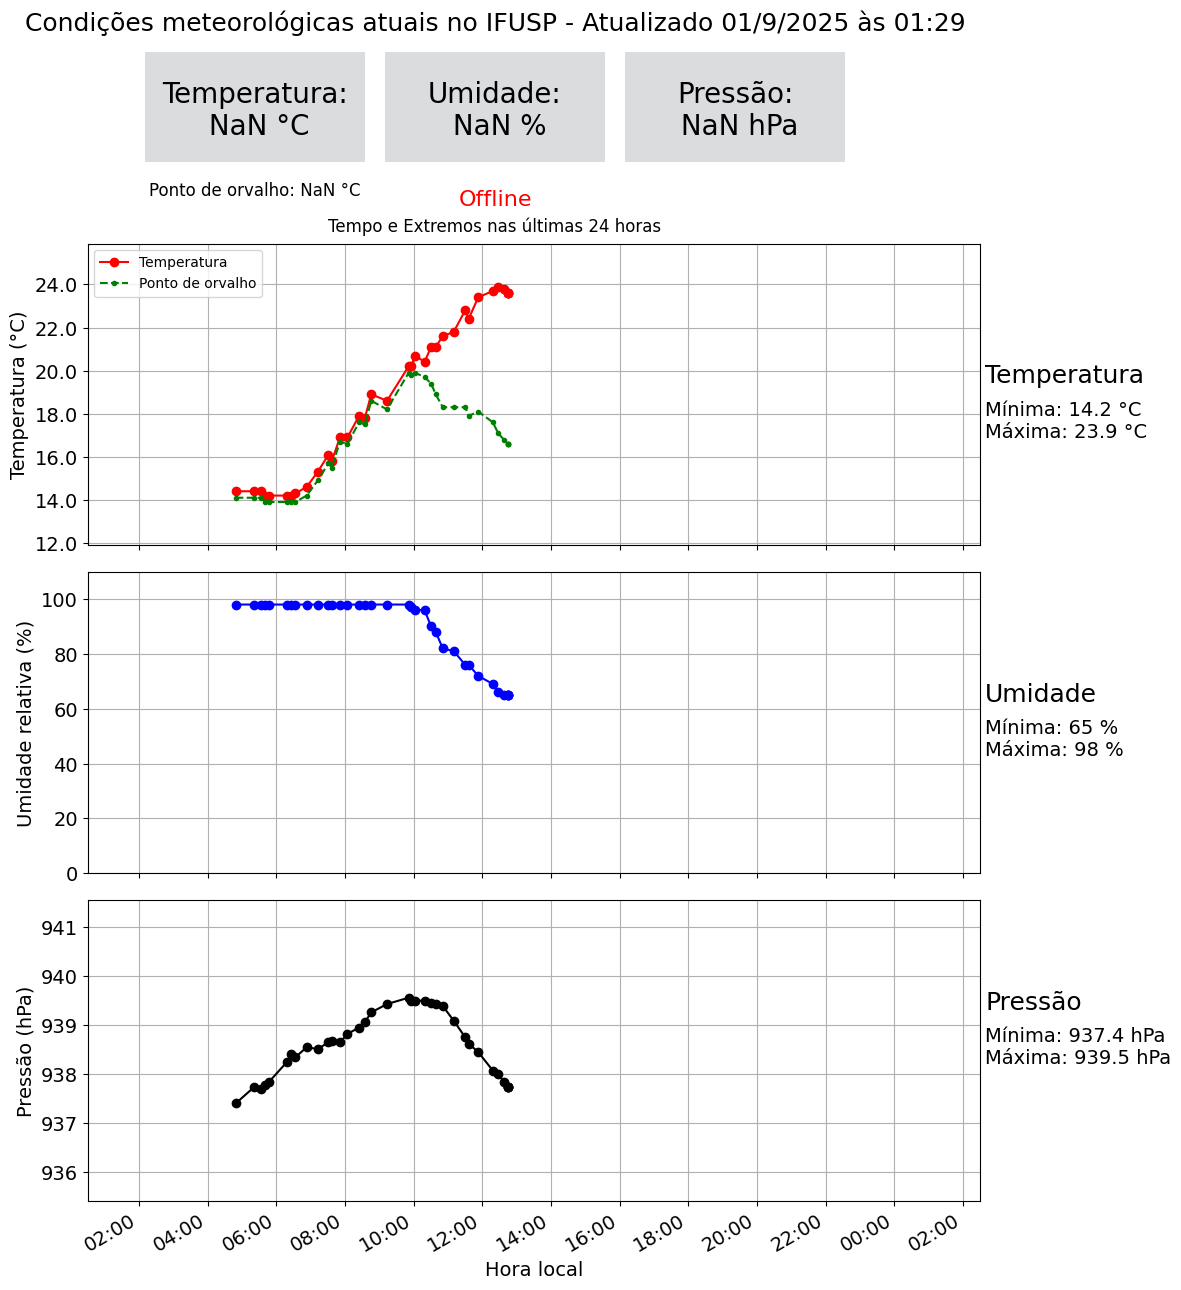 Condições meteorológicas atuais no IFUSP - Atualizado 01/9/2025 às 01:29
Temperatura:
NaN °C
Umidade:
NaN %
Pressão:
NaN hPa
Ponto de orvalho: NaN °C
Offline
Tempo e Extremos nas últimas 24 horas
Temperatura
Ponto de orvalho
Temperatura (°C)
24.0
22.0
20.0
18.0
16.0
14.0
12.0
Temperatura
Mínima: 14.2 °C
Máxima: 23.9 °C
Umidade relativa (%)
100
80
60
40
20
0
Umidade
Mínima: 65 %
Máxima: 98 %
Pressão (hPa)
941
940
939
938
937
936
Pressão
Mínima: 937.4 hPa
Máxima: 939.5 hPa
02:00 04:00 06:00 08:00 10:00 12:00 14:00 16:00 18:00 20:00 22:00 00:00 02:00
Hora local